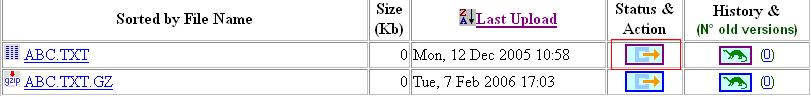 Sorted by File Name
Size
(Kb)
Z
A
Last Upload
Status &
Action
History &
(N° old versions)
ABC.TXT
0
Mon, 12 Dec 2005 10:58
(0)
gzip
ABC.TXT.GZ
0
Tue, 7 Feb 2006 17:03
(0)